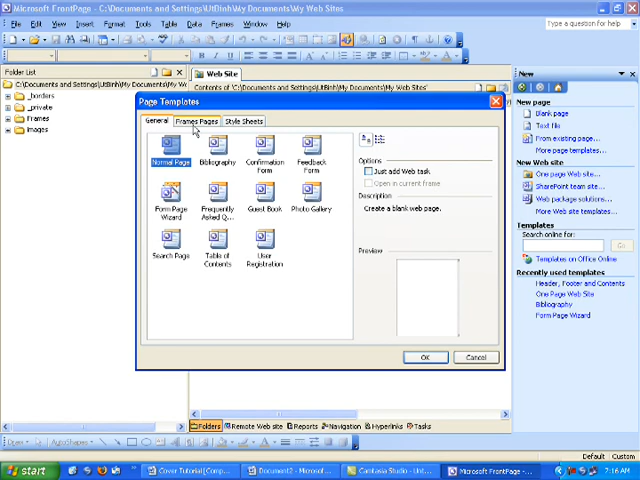 Microsoft FrontPage - C:\Documents and Settings\UtBinh\My Documents\My Web Sites
File Edit View Insert Format Tools Table Data Frames Window Help
Type a question for help
Folder List
Web Site
New
C:\Documents and Settings\UtBinh\My Documents\My We
Contents of 'C:\Documents and Settings\UtBinh\My Documents\My Web Sites'
_borders
_private
Frames
images
Page Templates
General
Frames Pages
Style Sheets
Normal Page
Bibliography
Confirmation Form
Feedback Form
Form Page Wizard
Frequently Asked Q...
Guest Book
Photo Gallery
Search Page
Table of Contents
User Registration
Options
Just add Web task
Open in current frame
Description
Create a blank web page.
Preview
OK
Cancel
New page
Blank page
Text file
From existing page...
More page templates...
New Web site
One page Web site...
SharePoint team site...
Web package solutions...
More Web site templates...
Templates
Search online for:
Go
Templates on Office Online
Recently used templates
Header, Footer and Contents
One Page Web Site
Bibliography
Form Page Wizard
Folders Remote Web site Reports Navigation Hyperlinks Tasks
Draw AutoShapes
Default Custom
start
Cover Tutorial [Comp...
Document2 - Microsof...
Camtasia Studio - Unt...
Microsoft FrontPage - ...
7:16 AM